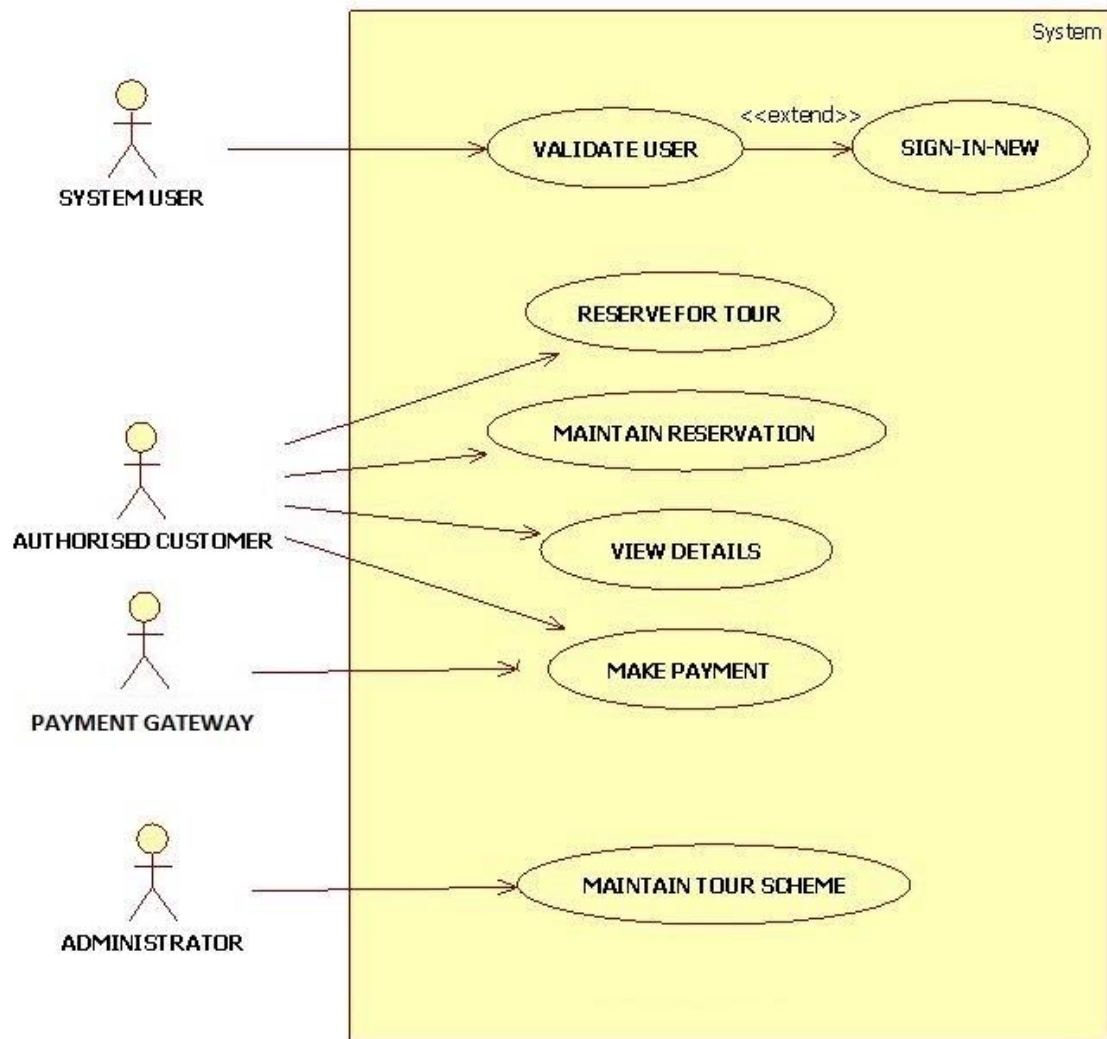 System
<<extend>>
VALIDATE USER
SIGN-IN-NEW
SYSTEM USER
RESERVE FOR TOUR
MAINTAIN RESERVATION
AUTHORISED CUSTOMER
VIEW DETAILS
MAKE PAYMENT
PAYMENT GATEWAY
MAINTAIN TOUR SCHEME
ADMINISTRATOR